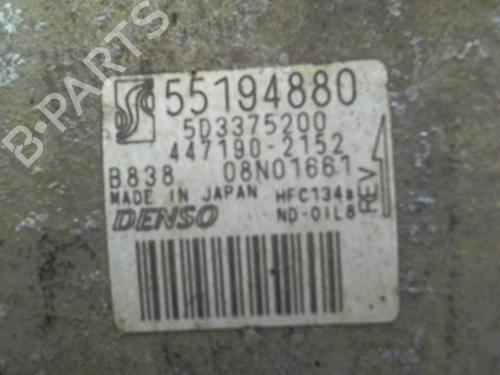 55194880
5D3375200
447190-2152
B838 08N01661
MADE IN JAPAN HFC134a
DENSO ND-OIL8
REV
B-PARTS